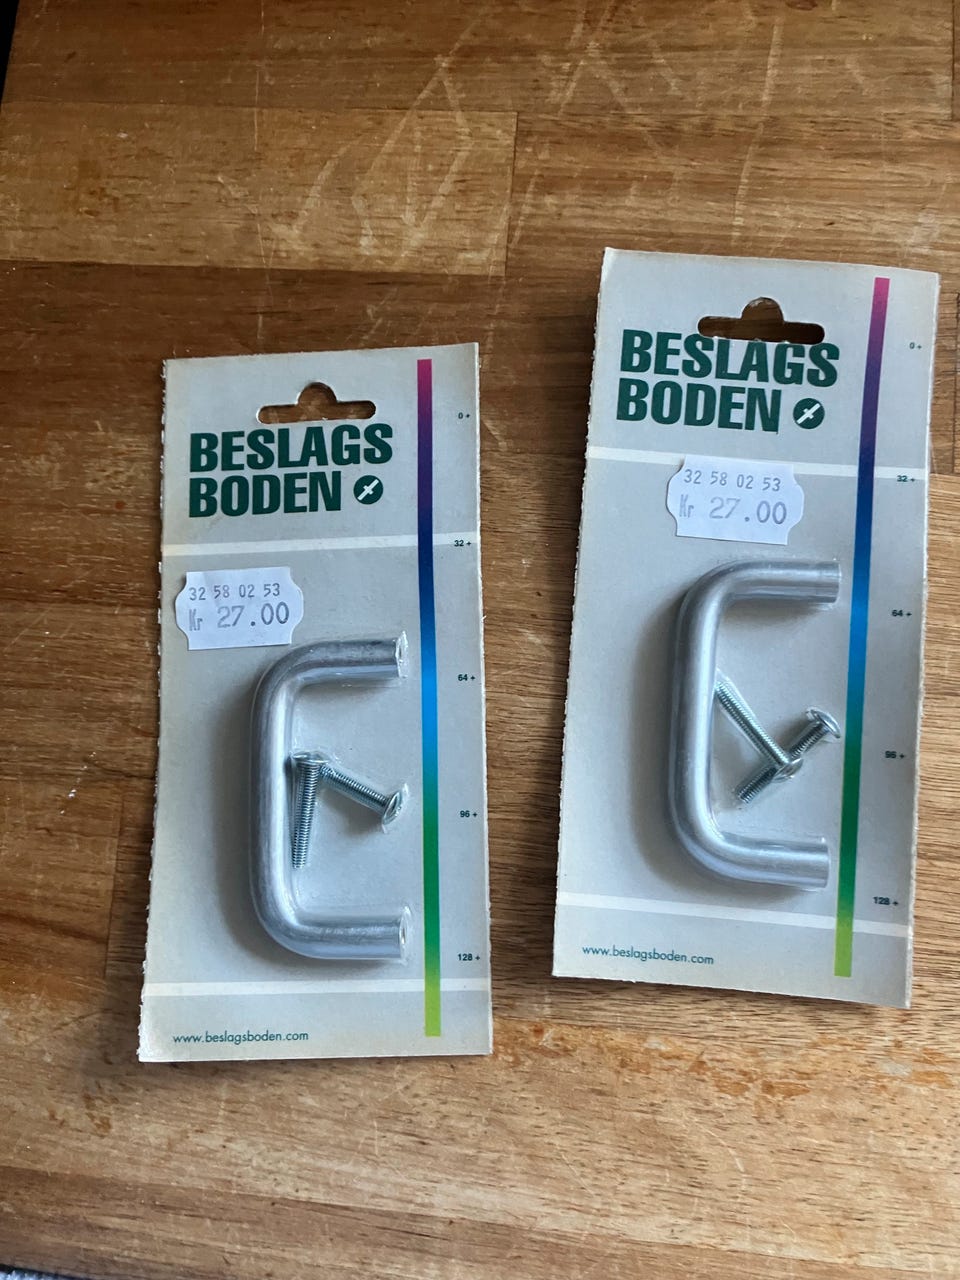 BESLAGS
BODEN
0+
32+
32 58 02 53
Kr 27.00
64+
96+
128+
www.beslagsboden.com
BESLAGS
BODEN
0+
32+
32 58 02 53
Kr 27.00
64+
96+
128+
www.beslagsboden.com